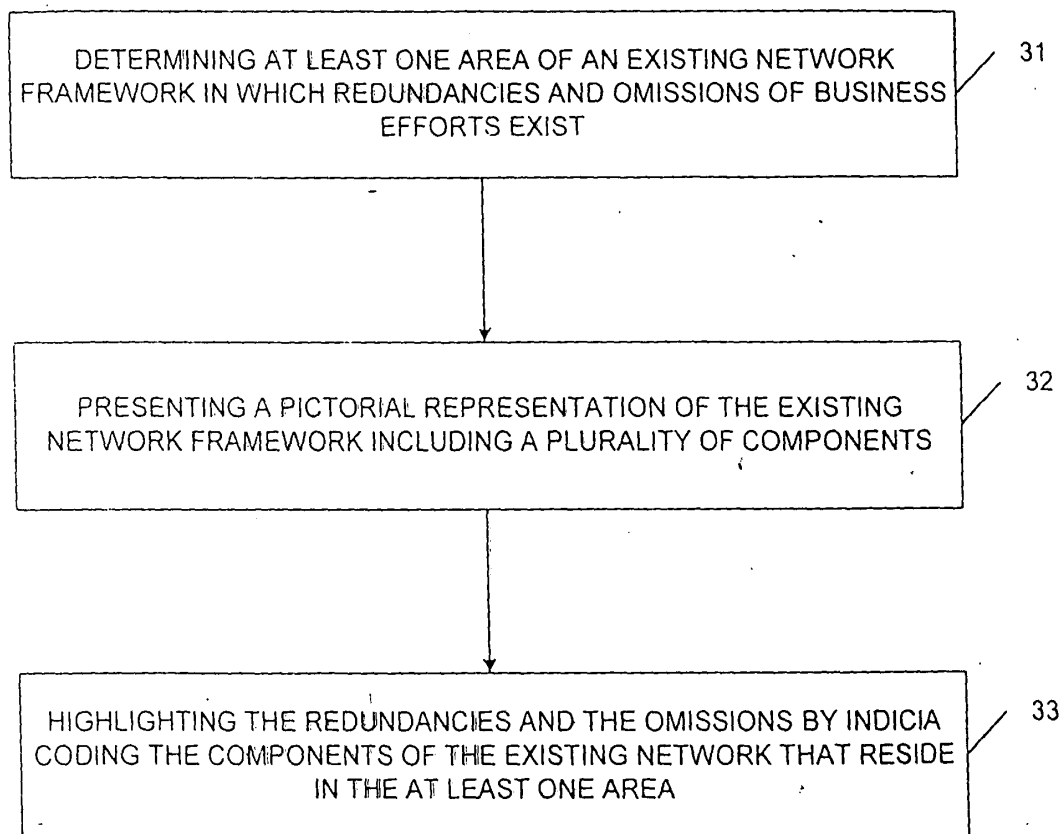 DETERMINING AT LEAST ONE AREA OF AN EXISTING NETWORK
FRAMEWORK IN WHICH REDUNDANCIES AND OMISSIONS OF BUSINESS
EFFORTS EXIST
31
PRESENTING A PICTORIAL REPRESENTATION OF THE EXISTING
NETWORK FRAMEWORK INCLUDING A PLURALITY OF COMPONENTS
32
HIGHLIGHTING THE REDUNDANCIES AND THE OMISSIONS BY INDICIA
CODING THE COMPONENTS OF THE EXISTING NETWORK THAT RESIDE
IN THE AT LEAST ONE AREA
33